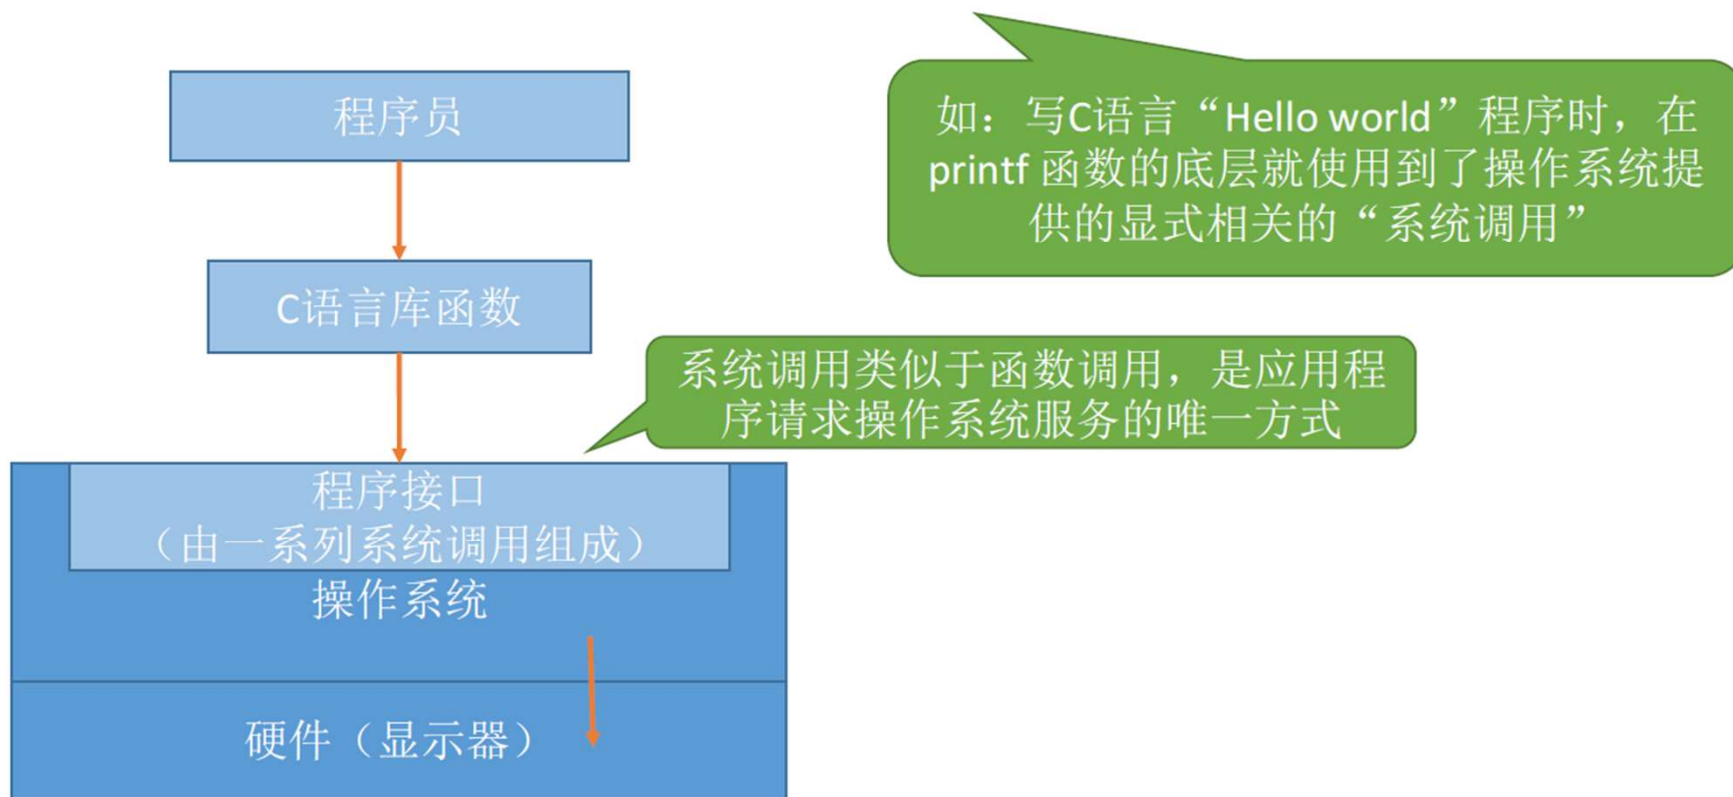 程序员
如：写C语言“Hello world”程序时，在
printf 函数的底层就使用到了操作系统提
供的显式相关的“系统调用”
C语言库函数
系统调用类似于函数调用，是应用程
序请求操作系统服务的唯一方式
程序接口
（由一系列系统调用组成）
操作系统
硬件（显示器）